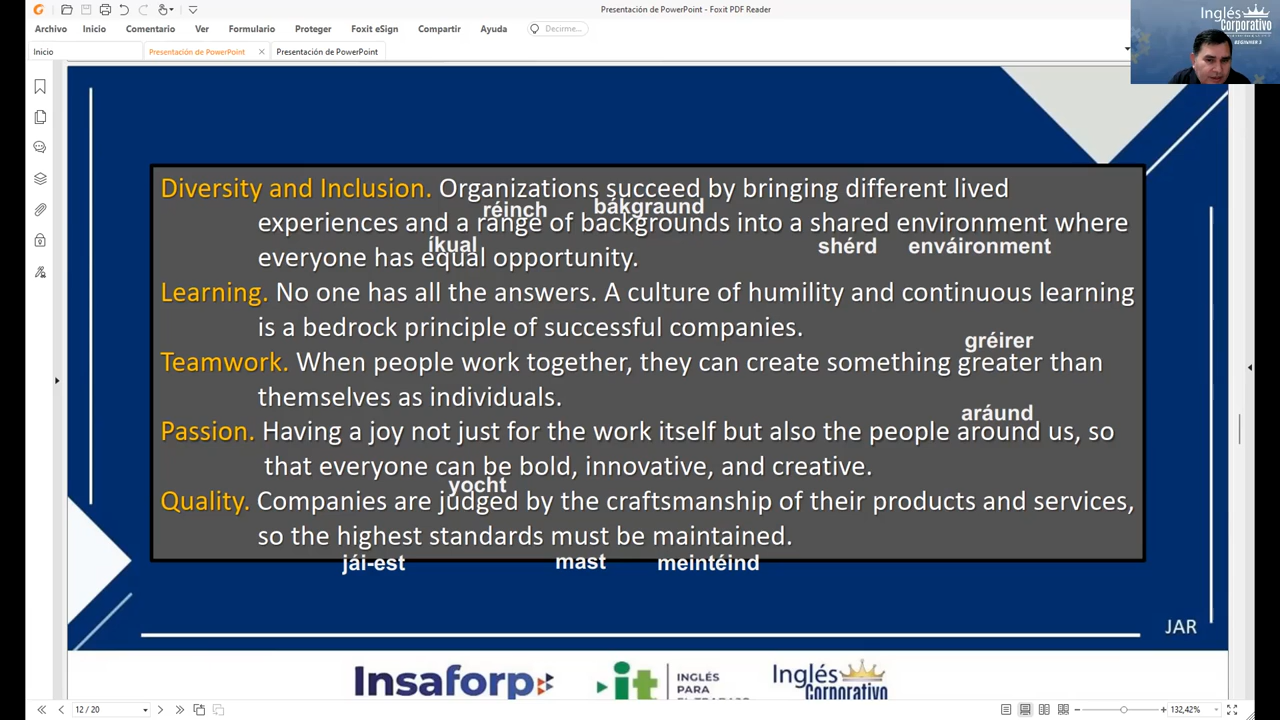 Presentación de PowerPoint - Foxit PDF Reader
Archivo Inicio Comentario Ver Formulario Proteger Foxit eSign Compartir Ayuda Decirme...
Inicio Presentación de PowerPoint Presentación de PowerPoint
Inglés
Corporativo
BEGINNER 2
Diversity and Inclusion. Organizations succeed by bringing different lived
réinch bákgraund
experiences and a range of backgrounds into a shared environment where
íkual shérd enváironment
everyone has equal opportunity.
Learning. No one has all the answers. A culture of humility and continuous learning
is a bedrock principle of successful companies.
gréirer
Teamwork. When people work together, they can create something greater than
themselves as individuals.
aráund
Passion. Having a joy not just for the work itself but also the people around us, so
that everyone can be bold, innovative, and creative.
yocht
Quality. Companies are judged by the craftsmanship of their products and services,
so the highest standards must be maintained.
jái-est mast meintéind
JAR
Insaforp it INGLÉS Inglés
PARA
Corporativo
12 / 20 132,42%